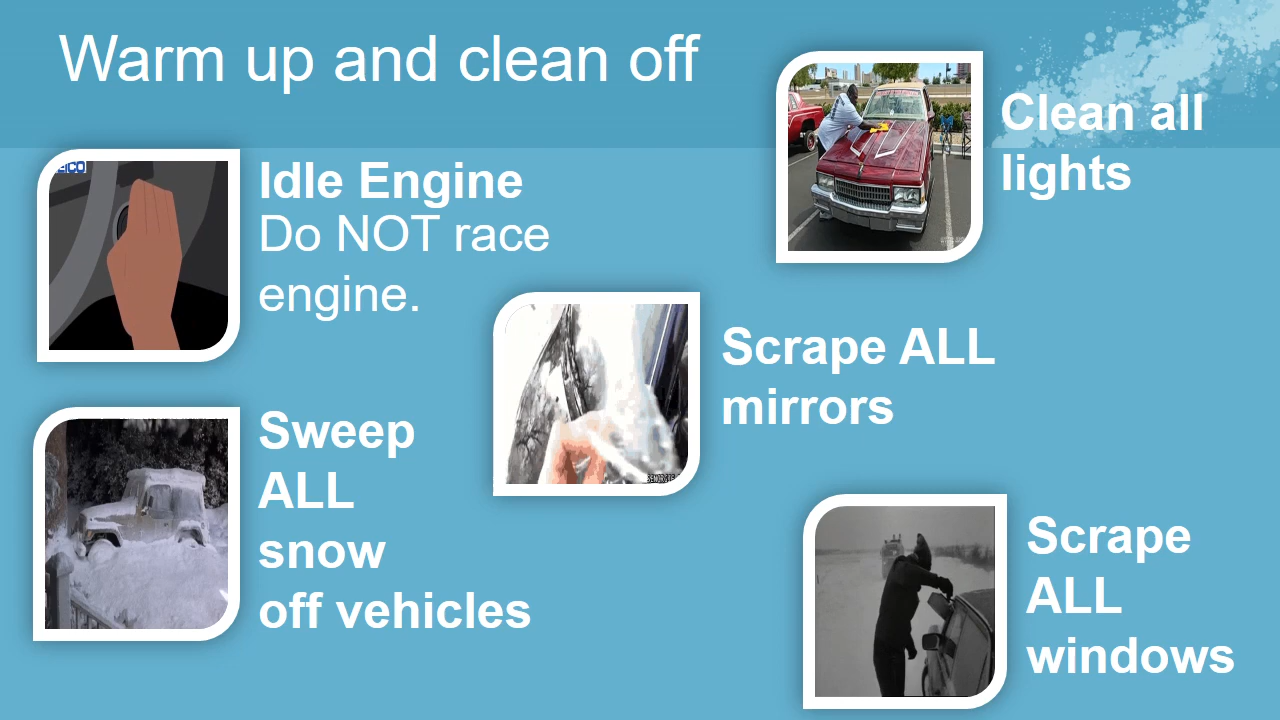 Warm up and clean off
Idle Engine
Do NOT race
engine.
Sweep
ALL
snow
off vehicles
Scrape ALL
mirrors
Clean all
lights
Scrape
ALL
windows